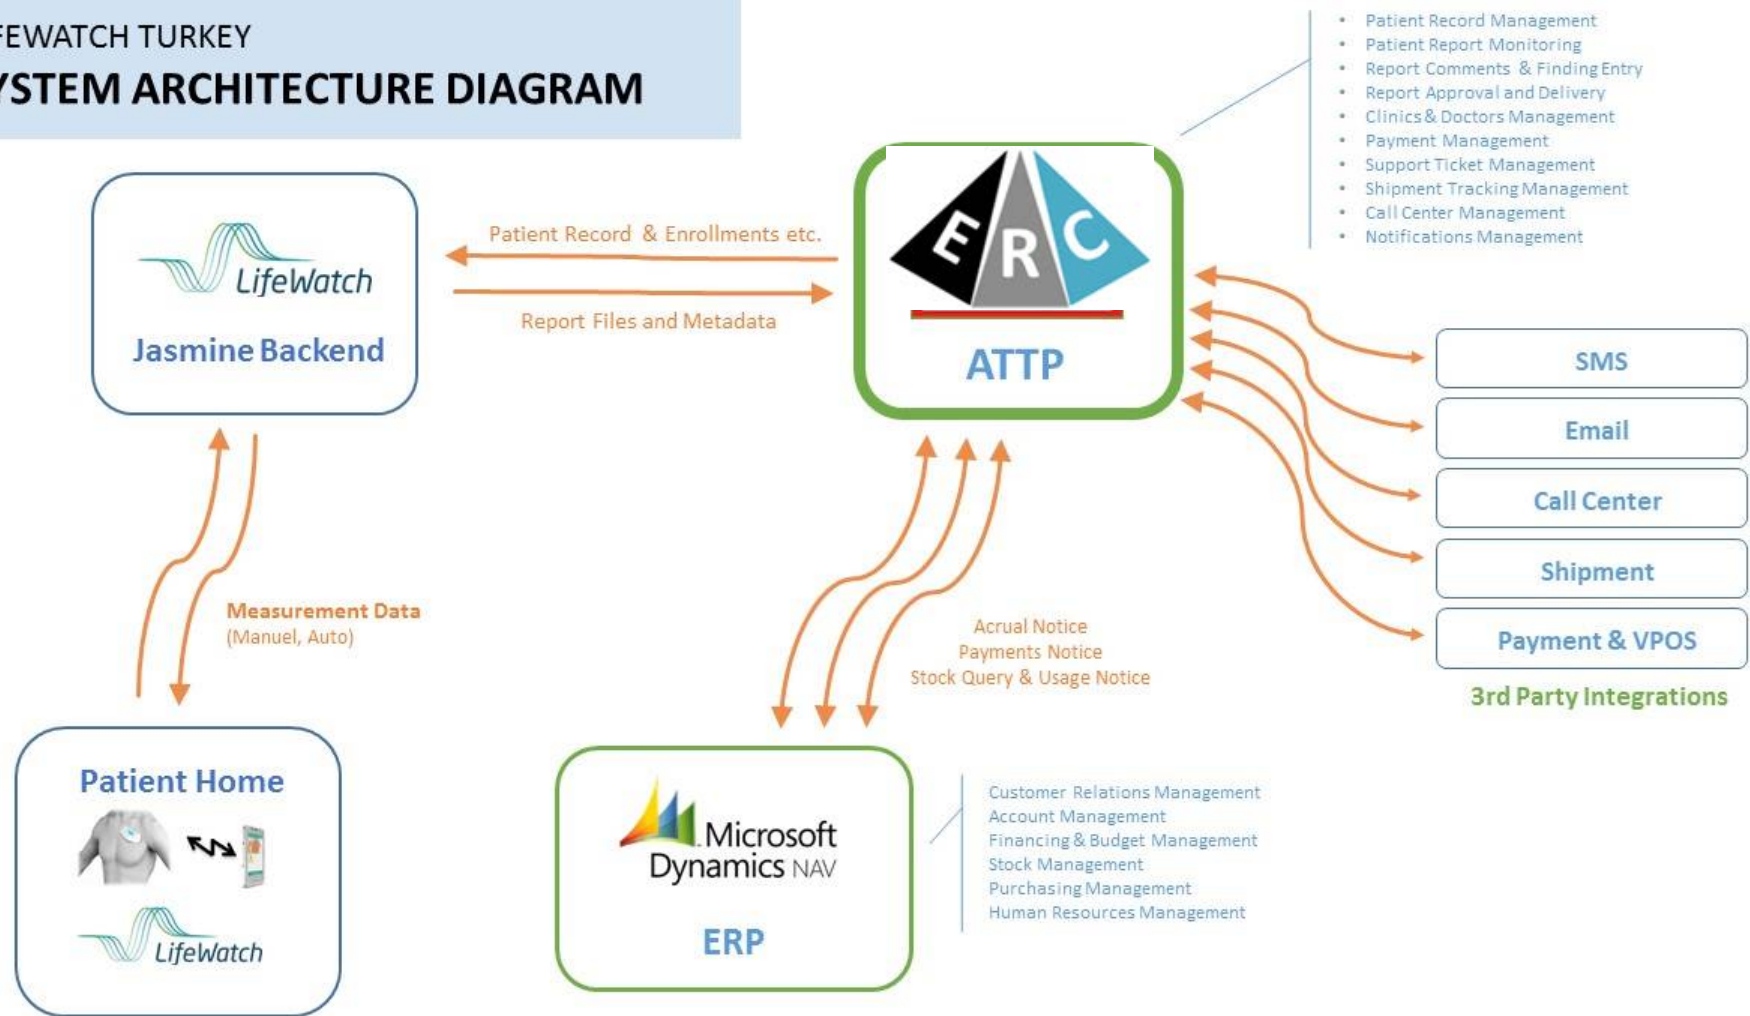 FEWATCH TURKEY
YSTEM ARCHITECTURE DIAGRAM
• Patient Record Management
• Patient Report Monitoring
• Report Comments & Finding Entry
• Report Approval and Delivery
• Clinics & Doctors Management
• Payment Management
• Support Ticket Management
• Shipment Tracking Management
• Call Center Management
• Notifications Management
LifeWatch
Jasmine Backend
Patient Record & Enrollments etc.
Report Files and Metadata
ERC
ATTP
SMS
Email
Call Center
Shipment
Payment & VPOS
3rd Party Integrations
Measurement Data
(Manuel, Auto)
Acrual Notice
Payments Notice
Stock Query & Usage Notice
Patient Home
LifeWatch
Microsoft
Dynamics NAV
ERP
Customer Relations Management
Account Management
Financing & Budget Management
Stock Management
Purchasing Management
Human Resources Management